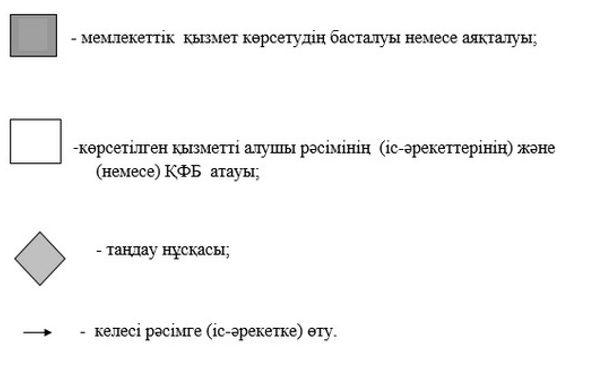 - мемлекеттік қызмет көрсетудің басталуы немесе аяқталуы;
-көрсетілген қызметті алушы рәсімінің (іс-әрекеттерінің) және
(немесе) ҚФБ атауы;
- таңдау нұсқасы;
- келесі рәсімге (іс-әрекетке) өту.